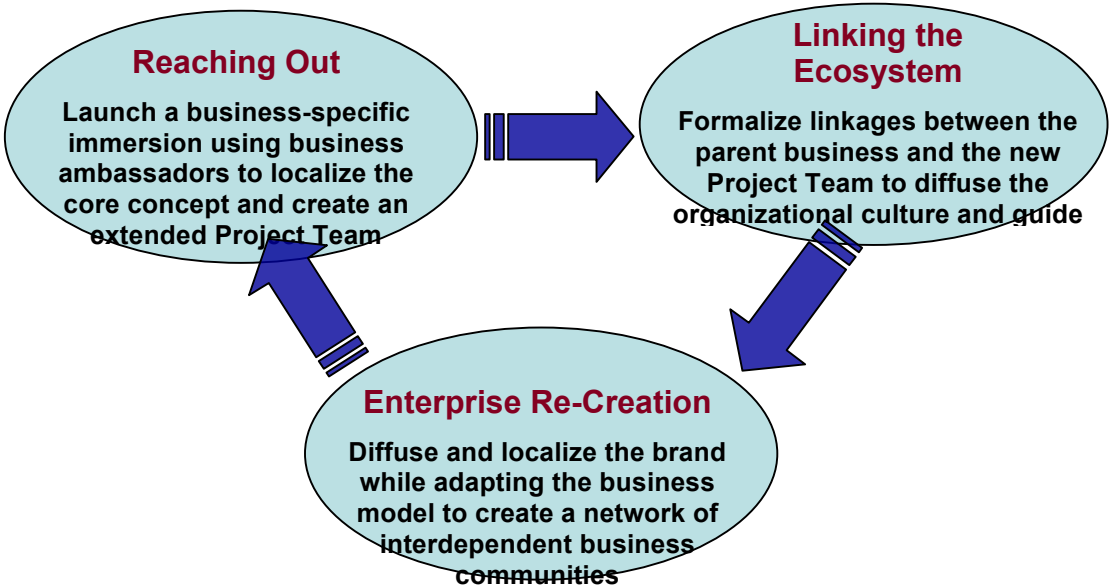 Reaching Out
Launch a business-specific
immersion using business
ambassadors to localize the
core concept and create an
extended Project Team
Linking the
Ecosystem
Formalize linkages between the
parent business and the new
Project Team to diffuse the
organizational culture and guide
Enterprise Re-Creation
Diffuse and localize the brand
while adapting the business
model to create a network of
interdependent business
communities